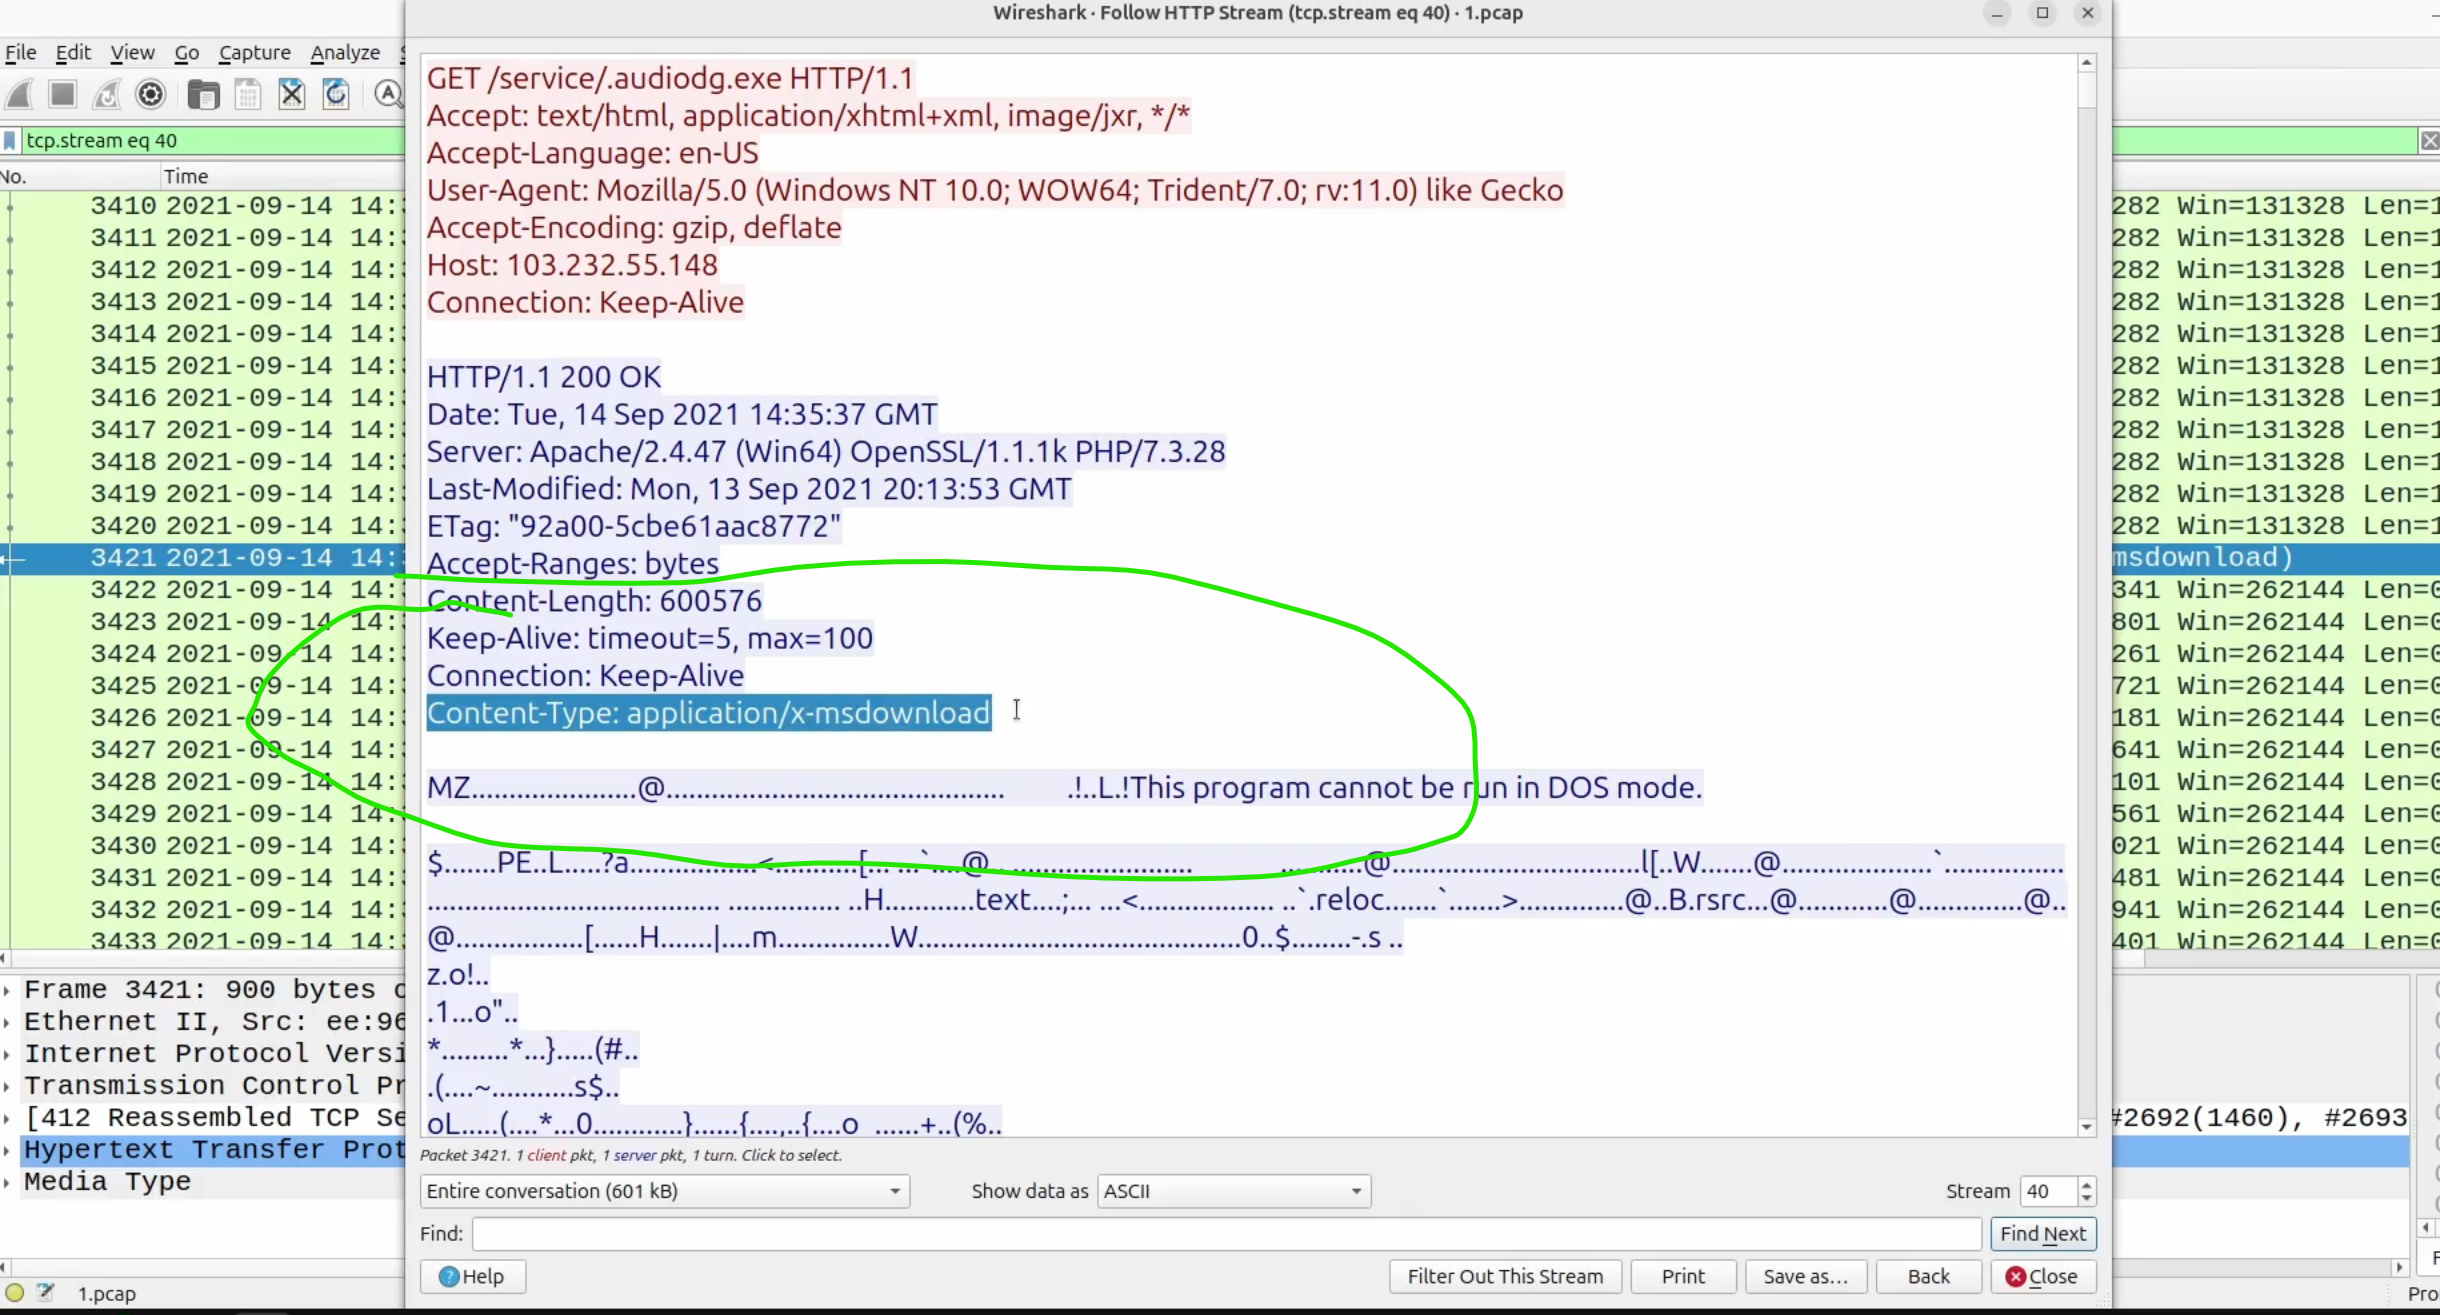 Wireshark · Follow HTTP Stream (tcp.stream eq 40) · 1.pcap
File Edit View Go Capture Analyze
tcp.stream eq 40
No. Time
3410 2021-09-14 14:
3411 2021-09-14 14:
3412 2021-09-14 14:
3413 2021-09-14 14:
3414 2021-09-14 14:
3415 2021-09-14 14:
3416 2021-09-14 14:
3417 2021-09-14 14:
3418 2021-09-14 14:
3419 2021-09-14 14:
3420 2021-09-14 14:
3421 2021-09-14 14:
3422 2021-09-14 14:
3423 2021-09-14 14:
3424 2021-09-14 14:
3425 2021-09-14 14:
3426 2021-09-14 14:
3427 2021-09-14 14:
3428 2021-09-14 14:
3429 2021-09-14 14:
3430 2021-09-14 14:
3431 2021-09-14 14:
3432 2021-09-14 14:
3433 2021-09-14 14:
GET /service/.audiodg.exe HTTP/1.1
Accept: text/html, application/xhtml+xml, image/jxr, */*
Accept-Language: en-US
User-Agent: Mozilla/5.0 (Windows NT 10.0; WOW64; Trident/7.0; rv:11.0) like Gecko
Accept-Encoding: gzip, deflate
Host: 103.232.55.148
Connection: Keep-Alive
HTTP/1.1 200 OK
Date: Tue, 14 Sep 2021 14:35:37 GMT
Server: Apache/2.4.47 (Win64) OpenSSL/1.1.1k PHP/7.3.28
Last-Modified: Mon, 13 Sep 2021 20:13:53 GMT
ETag: "92a00-5cbe61aac8772"
Accept-Ranges: bytes
Content-Length: 600576
Keep-Alive: timeout=5, max=100
Connection: Keep-Alive
Content-Type: application/x-msdownload
MZ.....................@........................................... .!..L.!This program cannot be run in DOS mode.
$.......PE..L.....?a................<...........[... ...`....@.. ....................... ..........@...............................l[..W.......@...................`...............
..................................... .............. ..H............text....;... ...<.................. ..`.reloc.......`.......>.............@..B.rsrc...@...........@.............@..
@................[......H.......|....m..............W.........................................0..$........-.s ..
z.o!..
.1...o"..
*.........*...}.....(#..
.(....~...........s$..
oL.....(....*...0............}......{....,..{....o ......+..(%..
282 Win=131328 Len=1
282 Win=131328 Len=1
282 Win=131328 Len=1
282 Win=131328 Len=1
282 Win=131328 Len=1
282 Win=131328 Len=1
282 Win=131328 Len=1
282 Win=131328 Len=1
282 Win=131328 Len=1
282 Win=131328 Len=1
282 Win=131328 Len=1
msdownload)
341 Win=262144 Len=0
801 Win=262144 Len=0
261 Win=262144 Len=0
721 Win=262144 Len=0
181 Win=262144 Len=0
641 Win=262144 Len=0
101 Win=262144 Len=0
561 Win=262144 Len=0
021 Win=262144 Len=0
481 Win=262144 Len=0
941 Win=262144 Len=0
401 Win=262144 Len=0
Frame 3421: 900 bytes
Ethernet II, Src: ee:96
Internet Protocol Versi
Transmission Control Pr
[412 Reassembled TCP Se
#2692(1460), #2693
Hypertext Transfer Prot
Media Type
Packet 3421. 1 client pkt, 1 server pkt, 1 turn. Click to select.
Entire conversation (601 kB) Show data as ASCII Stream 40
Find: Find Next
Help Filter Out This Stream Print Save as... Back Close
1.pcap
Pro